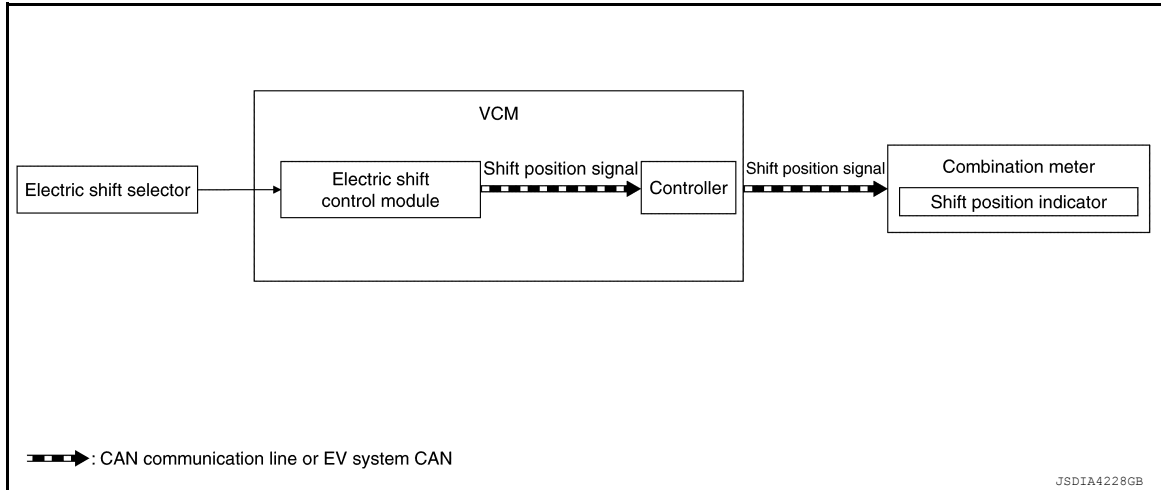 VCM
Electric shift selector
Electric shift
control module
Shift position signal
Controller
Shift position signal
Combination meter
Shift position indicator
: CAN communication line or EV system CAN
JSDIA4228GB